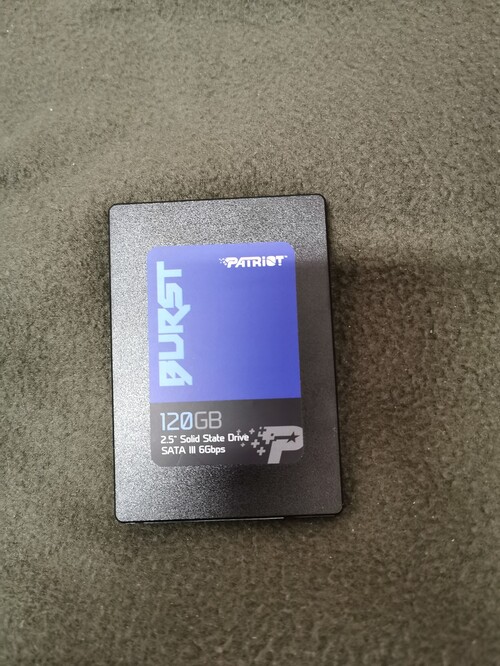 PATRIOT
BURST
120GB
2.5" Solid State Drive
SATA III 6Gbps
P